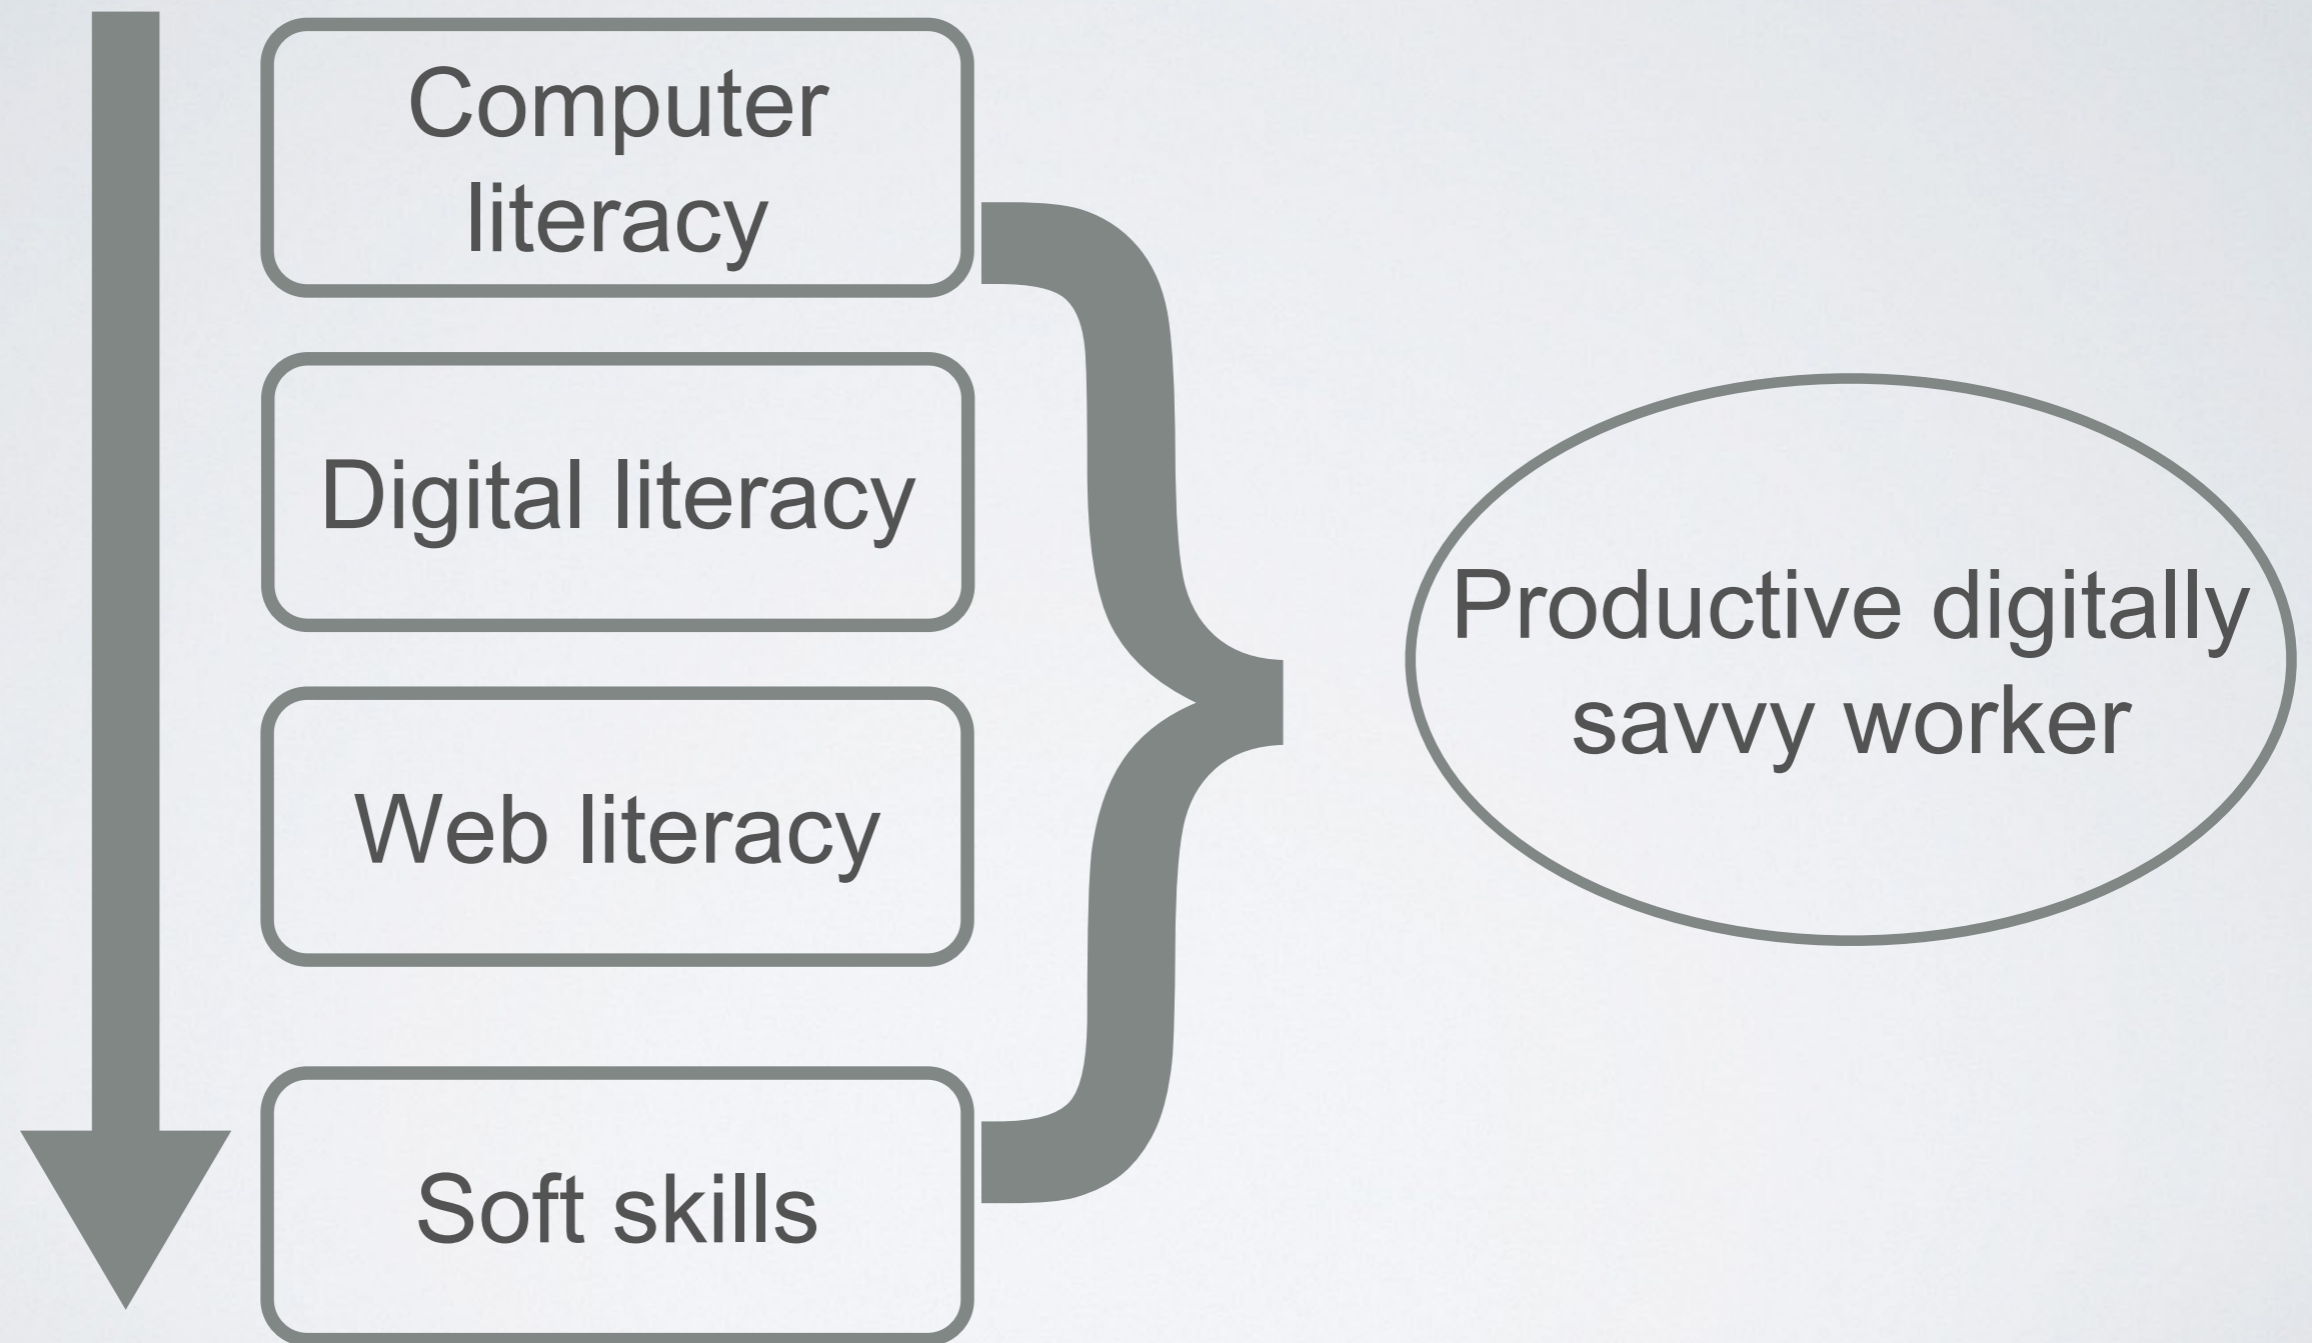 Computer
literacy
Digital literacy
Web literacy
Soft skills
Productive digitally
savvy worker